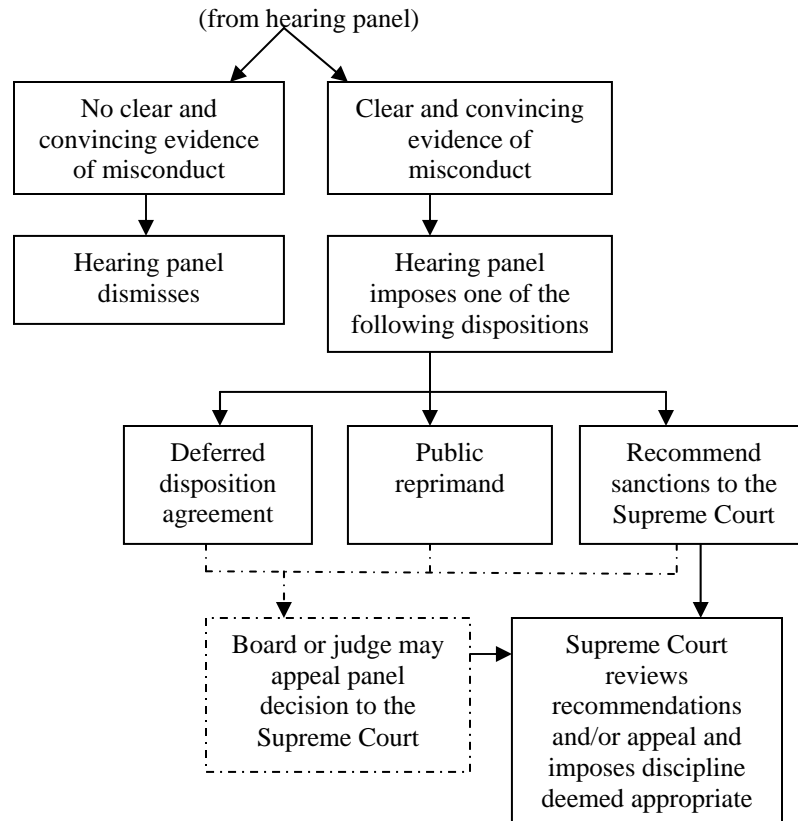 (from hearing panel)
No clear and
convincing evidence
of misconduct
Clear and convincing
evidence of
misconduct
Hearing panel
dismisses
Hearing panel
imposes one of the
following dispositions
Deferred
disposition
agreement
Public
reprimand
Recommend
sanctions to the
Supreme Court
Board or judge may
appeal panel
decision to the
Supreme Court
Supreme Court
reviews
recommendations
and/or appeal and
imposes discipline
deemed appropriate